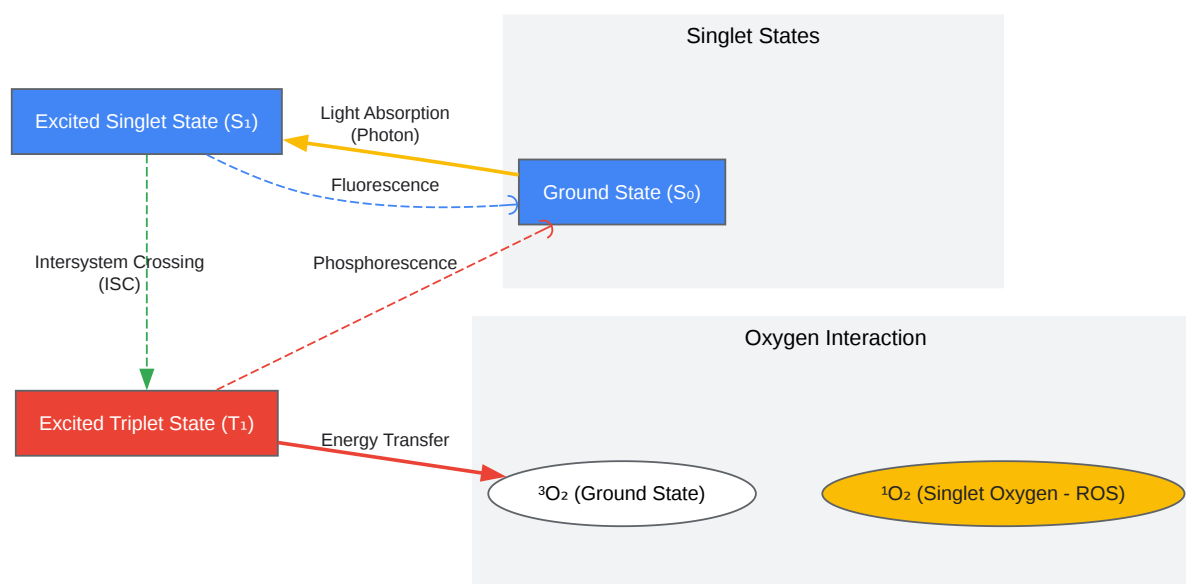 Singlet States
Excited Singlet State (S₁)
Light Absorption
(Photon)
Fluorescence
Ground State (S₀)
Intersystem Crossing
(ISC)
Phosphorescence
Oxygen Interaction
Excited Triplet State (T₁)
Energy Transfer
³O₂ (Ground State)
¹O₂ (Singlet Oxygen - ROS)